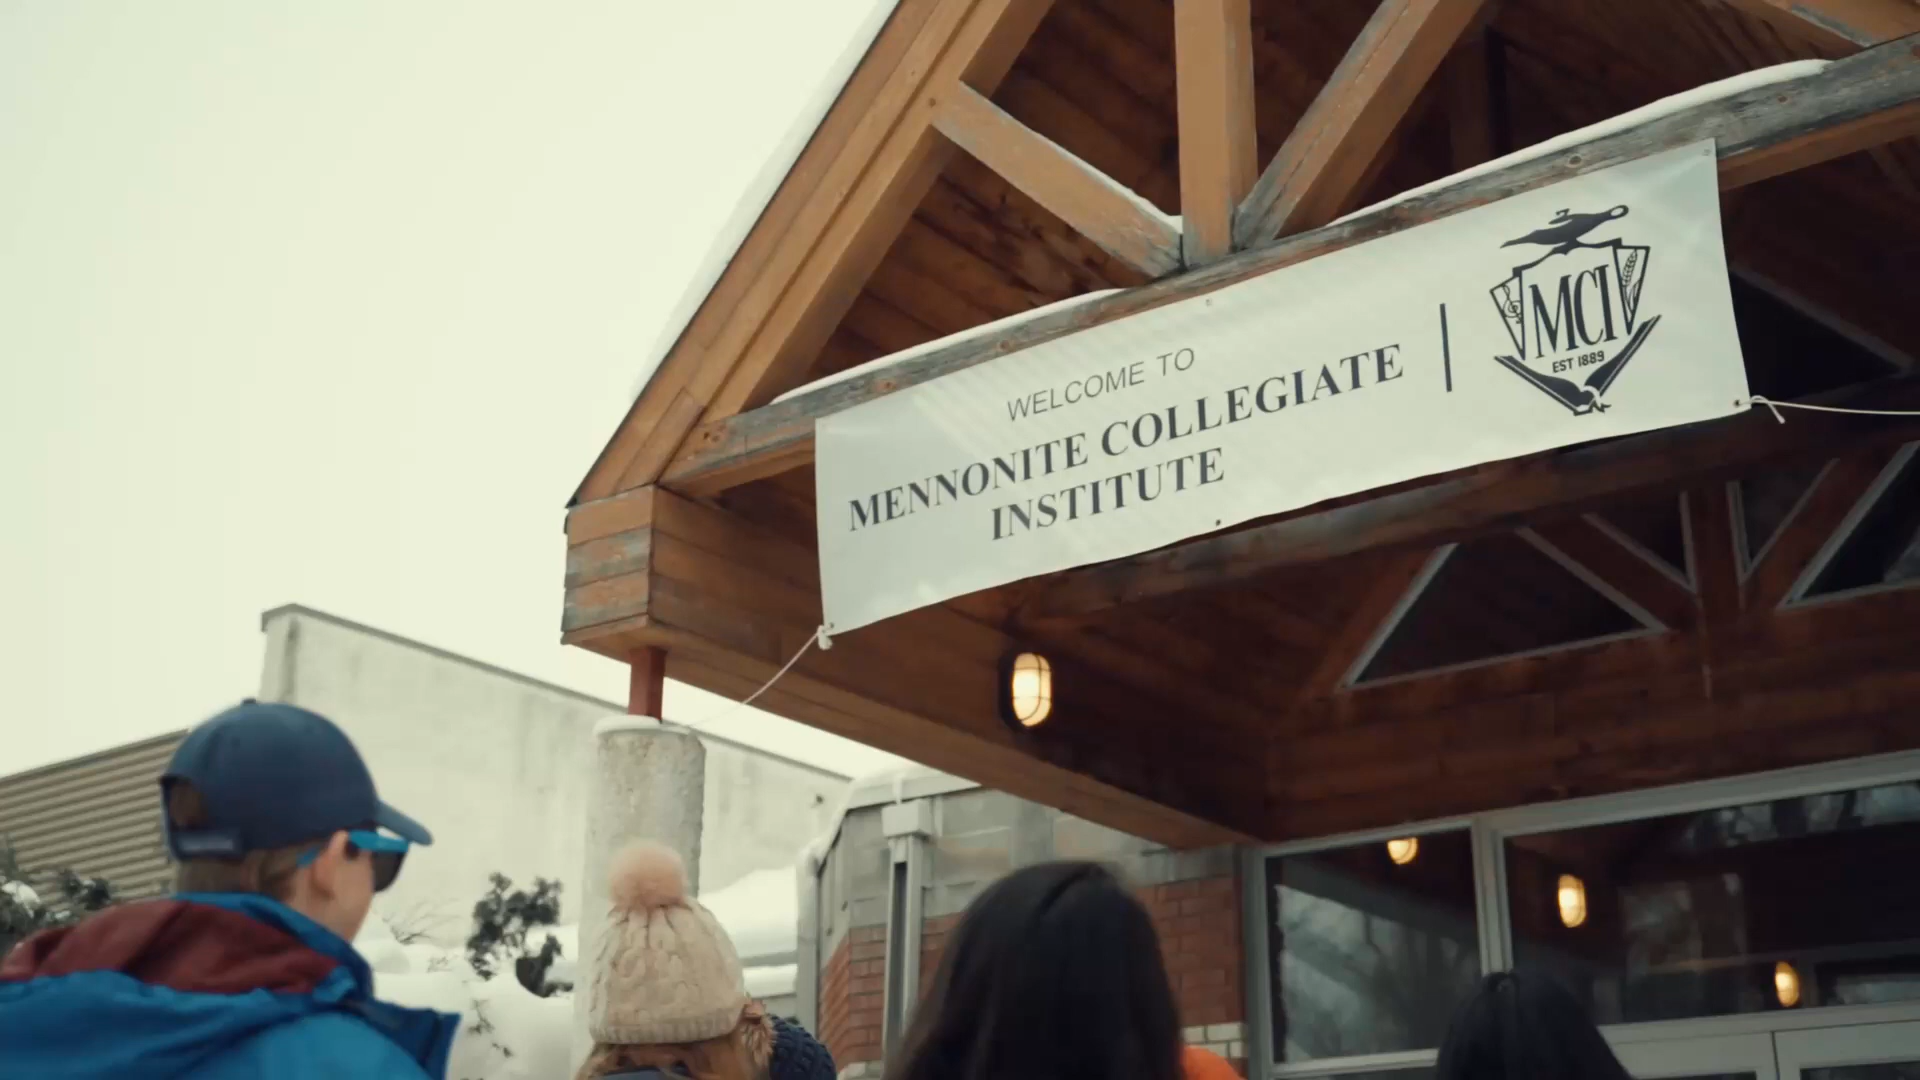 WELCOME TO
MENNONITE COLLEGIATE
INSTITUTE
MCI
EST 1889